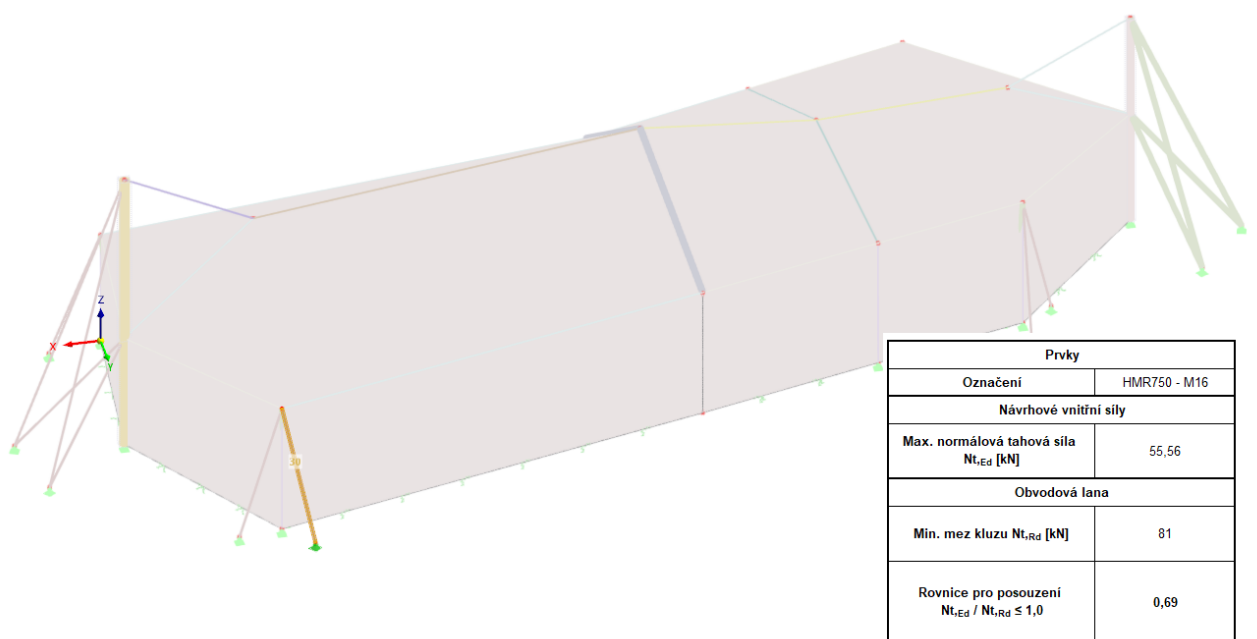 Z
X
Y
30
Prvky
Označení HMR750 - M16
Návrhové vnitřní síly
Max. normálová tahová síla
Nt,Ed [kN] 55,56
Obvodová lana
Min. mez kluzu Nt,Rd [kN] 81
Rovnice pro posouzení
Nt,Ed / Nt,Rd ≤ 1,0 0,69